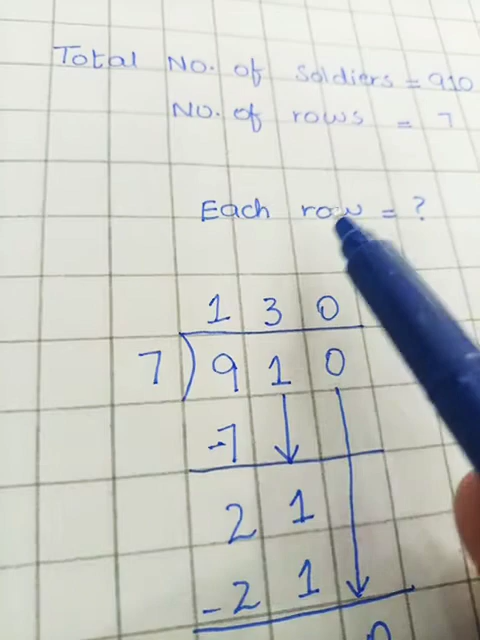 Total No. of Soldiers = 910
No. of rows = 7
Each row = ?
1 3 0
7 ) 9 1 0
-7
2 1
-2 1
0